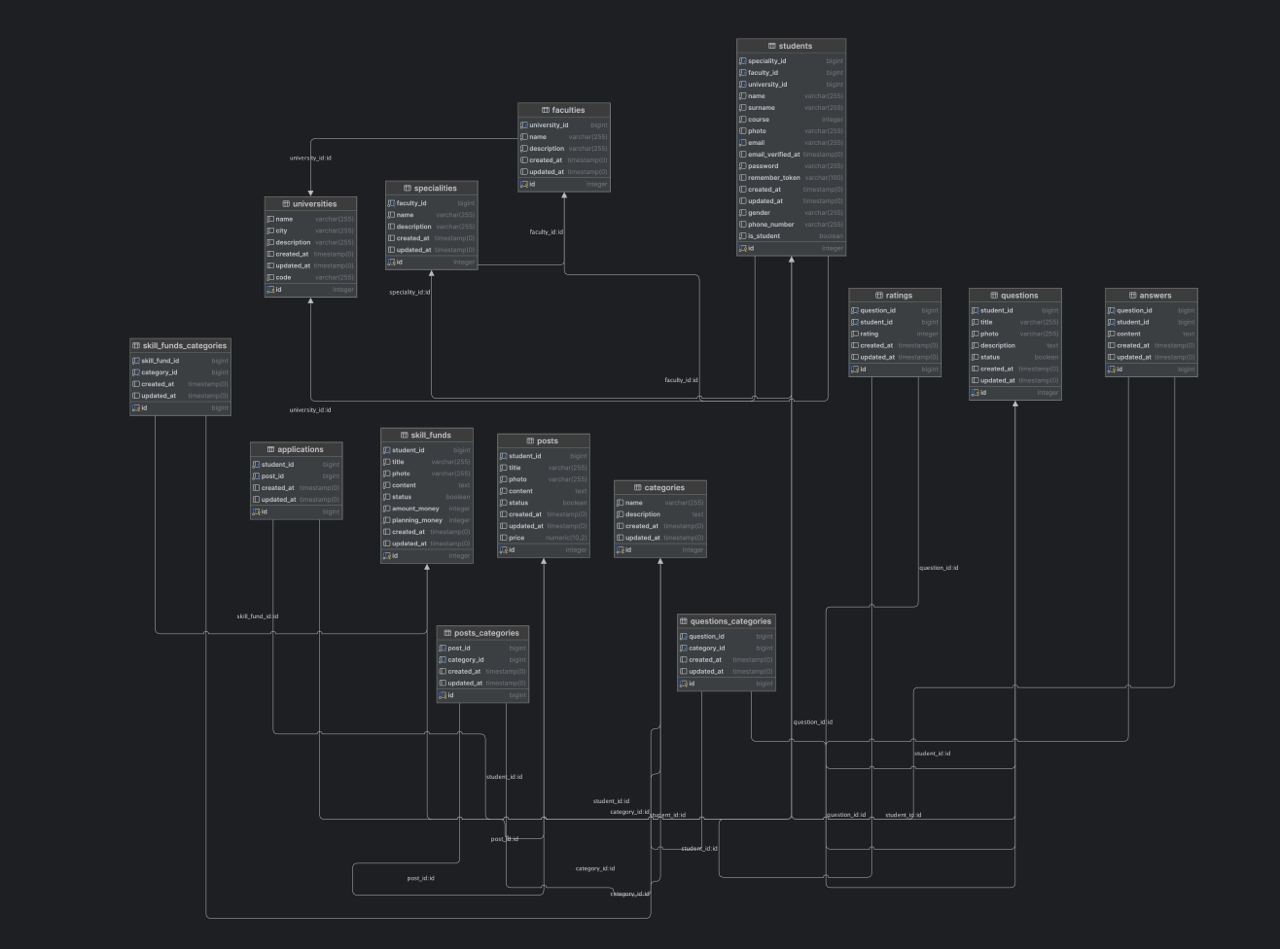 students
speciality_id bigint
faculty_id bigint
university_id bigint
name varchar(255)
surname varchar(255)
course integer
photo varchar(255)
email varchar(255)
email_verified_at timestamp(0)
password varchar(255)
remember_token varchar(100)
created_at timestamp(0)
updated_at timestamp(0)
gender varchar(255)
phone_number varchar(255)
is_student boolean
id integer
faculties
university_id bigint
name varchar(255)
description varchar(255)
created_at timestamp(0)
updated_at timestamp(0)
id integer
university_id:id
specialities
faculty_id bigint
name varchar(255)
description varchar(255)
created_at timestamp(0)
updated_at timestamp(0)
id integer
universities
name varchar(255)
city varchar(255)
description varchar(255)
created_at timestamp(0)
updated_at timestamp(0)
code varchar(255)
id integer
faculty_id:id
speciality_id:id
ratings
question_id bigint
student_id bigint
rating integer
created_at timestamp(0)
updated_at timestamp(0)
id bigint
questions
student_id bigint
title varchar(255)
photo varchar(255)
description text
status boolean
created_at timestamp(0)
updated_at timestamp(0)
id integer
answers
question_id bigint
student_id bigint
content text
created_at timestamp(0)
updated_at timestamp(0)
id bigint
skill_funds_categories
skill_fund_id bigint
category_id bigint
created_at timestamp(0)
updated_at timestamp(0)
id bigint
faculty_id:id
university_id:id
applications
student_id bigint
post_id bigint
created_at timestamp(0)
updated_at timestamp(0)
id bigint
skill_funds
student_id bigint
title varchar(255)
photo varchar(255)
content text
status boolean
amount_money integer
planning_money integer
created_at timestamp(0)
updated_at timestamp(0)
id integer
posts
student_id bigint
title varchar(255)
photo varchar(255)
content text
status boolean
created_at timestamp(0)
updated_at timestamp(0)
price numeric(10,2)
id integer
categories
name varchar(255)
description text
created_at timestamp(0)
updated_at timestamp(0)
id integer
question_id:id
skill_fund_id:id
posts_categories
post_id bigint
category_id bigint
created_at timestamp(0)
updated_at timestamp(0)
id bigint
questions_categories
question_id bigint
category_id bigint
created_at timestamp(0)
updated_at timestamp(0)
id bigint
question_id:id
student_id:id
student_id:id
student_id:id
category_id:id
student_id:id
question_id:id
student_id:id
post_id:id
student_id:id
category_id:id
post_id:id
category_id:id